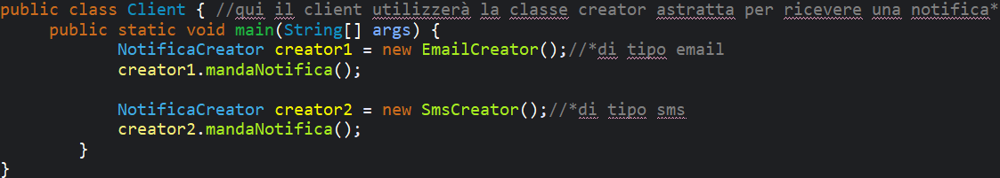 public class Client { //qui il client utilizzerà la classe creator astratta per ricevere una notifica*
public static void main(String[] args) {
NotificaCreator creator1 = new EmailCreator();//*di tipo email
creator1.mandaNotifica();
NotificaCreator creator2 = new SmsCreator();//*di tipo sms
creator2.mandaNotifica();
}
}